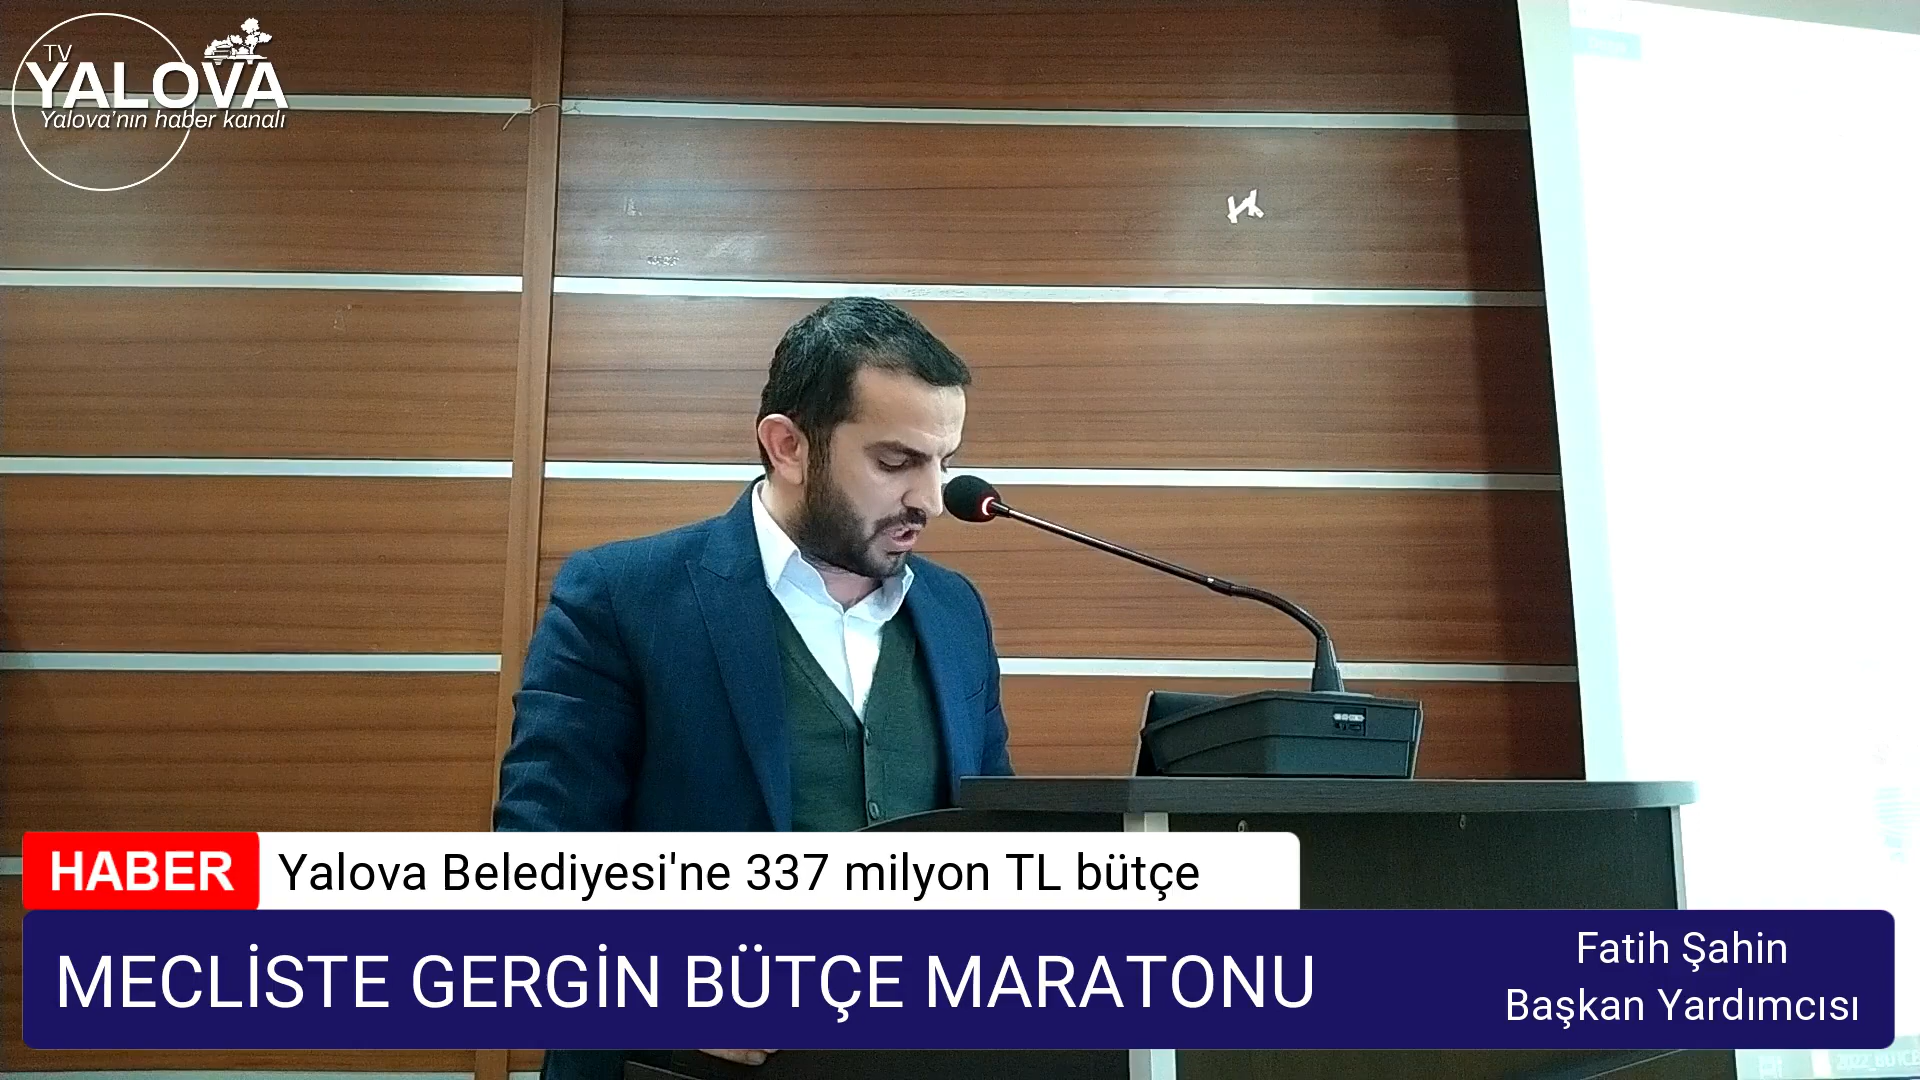 TV
YALOVA
Yalova'nın haber kanalı
HABER
Yalova Belediyesi'ne 337 milyon TL bütçe
MECLİSTE GERGİN BÜTÇE MARATONU
Fatih Şahin
Başkan Yardımcısı